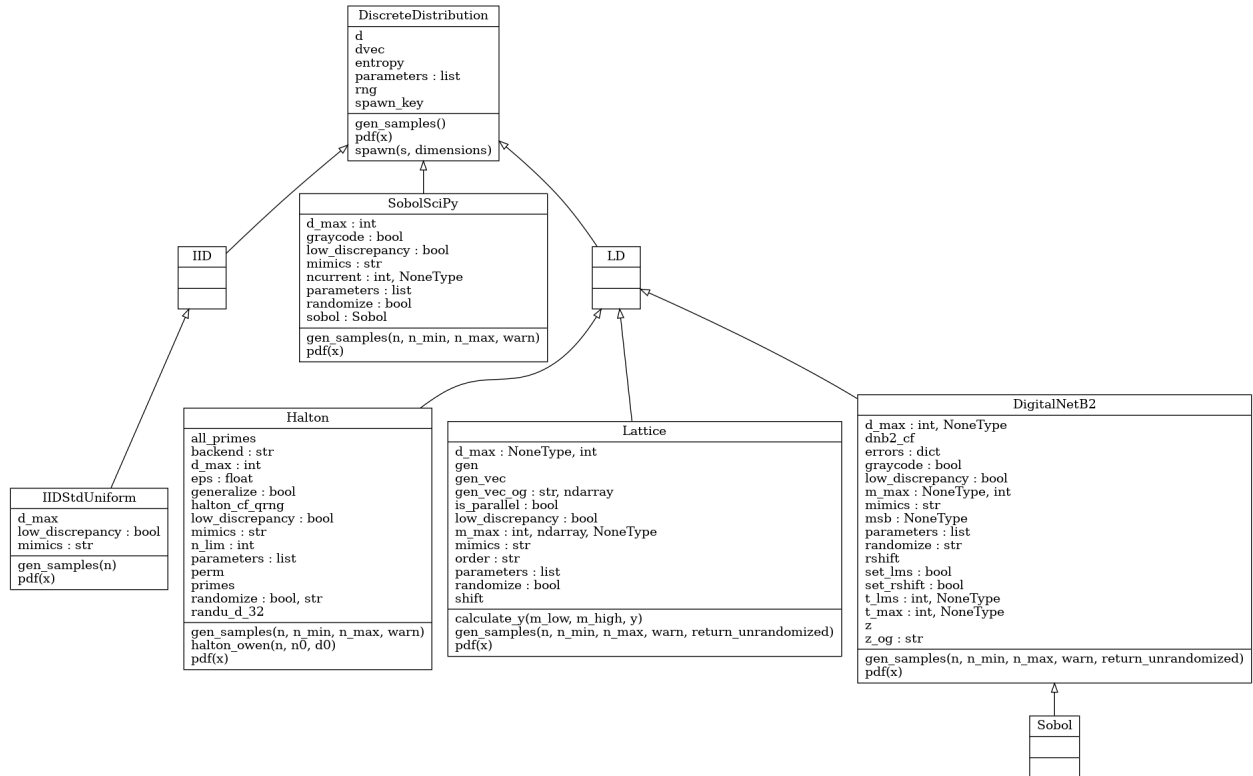 DiscreteDistribution
d
dvec
entropy
parameters : list
rng
spawn_key
gen_samples()
pdf(x)
spawn(s, dimensions)
IID
SobolSciPy
d_max : int
graycode : bool
low_discrepancy : bool
mimics : str
ncurrent : int, NoneType
parameters : list
randomize : bool
sobol : Sobol
gen_samples(n, n_min, n_max, warn)
pdf(x)
LD
IIDStdUniform
d_max
low_discrepancy : bool
mimics : str
gen_samples(n)
pdf(x)
Halton
all_primes
backend : str
d_max : int
eps : float
generalize : bool
halton_cf_qrng
low_discrepancy : bool
mimics : str
n_lim : int
parameters : list
perm
primes
randomize : bool, str
randu_d_32
gen_samples(n, n_min, n_max, warn)
halton_owen(n, n0, d0)
pdf(x)
Lattice
d_max : NoneType, int
gen
gen_vec
gen_vec_og : str, ndarray
is_parallel : bool
low_discrepancy : bool
m_max : int, ndarray, NoneType
mimics : str
order : str
parameters : list
randomize : bool
shift
calculate_y(m_low, m_high, y)
gen_samples(n, n_min, n_max, warn, return_unrandomized)
pdf(x)
DigitalNetB2
d_max : int, NoneType
dnb2_cf
errors : dict
graycode : bool
low_discrepancy : bool
m_max : NoneType, int
mimics : str
msb : NoneType
parameters : list
randomize : str
rshift
set_lms : bool
set_rshift : bool
t_lms : int, NoneType
t_max : int, NoneType
z
z_og : str
gen_samples(n, n_min, n_max, warn, return_unrandomized)
pdf(x)
Sobol